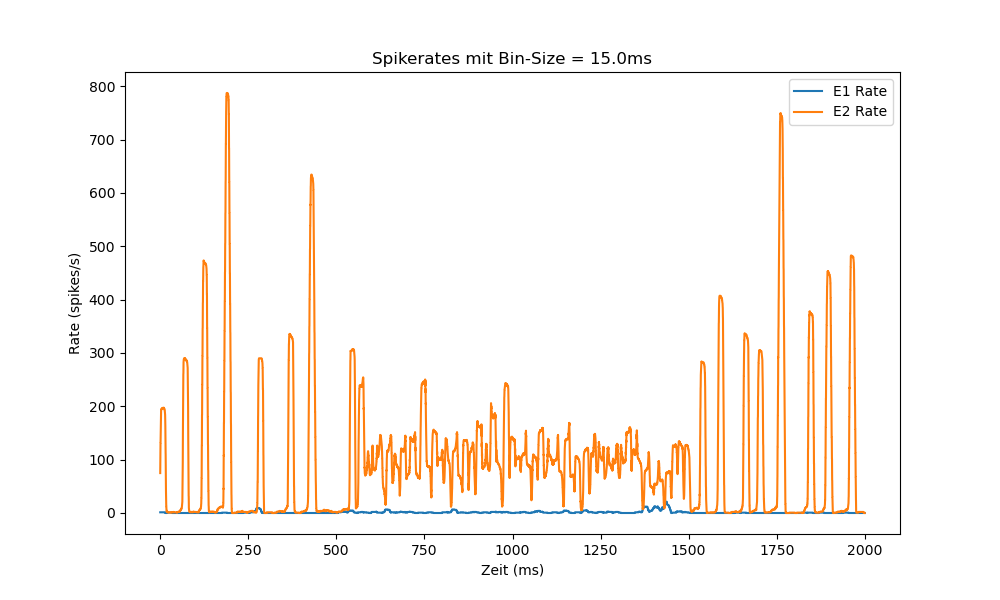 Spikerates mit Bin-Size = 15.0ms
E1 Rate
E2 Rate
Rate (spikes/s)
800
700
600
500
400
300
200
100
0
0 250 500 750 1000 1250 1500 1750 2000
Zeit (ms)